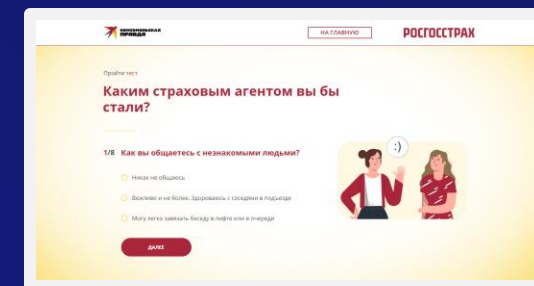 КОМСОМОЛЬСКАЯ
ПРАВДА
НА ГЛАВНУЮ
РОСГОССТРАХ
Пройти тест
Каким страховым агентом вы бы
стали?
1/8 Как вы общаетесь с незнакомыми людьми?
:)
Никак не общаюсь
Вежливо и не более. Здороваюсь с соседями в подъезде
Могу легко завязать беседу в лифте или в очереди
ДАЛЕЕ